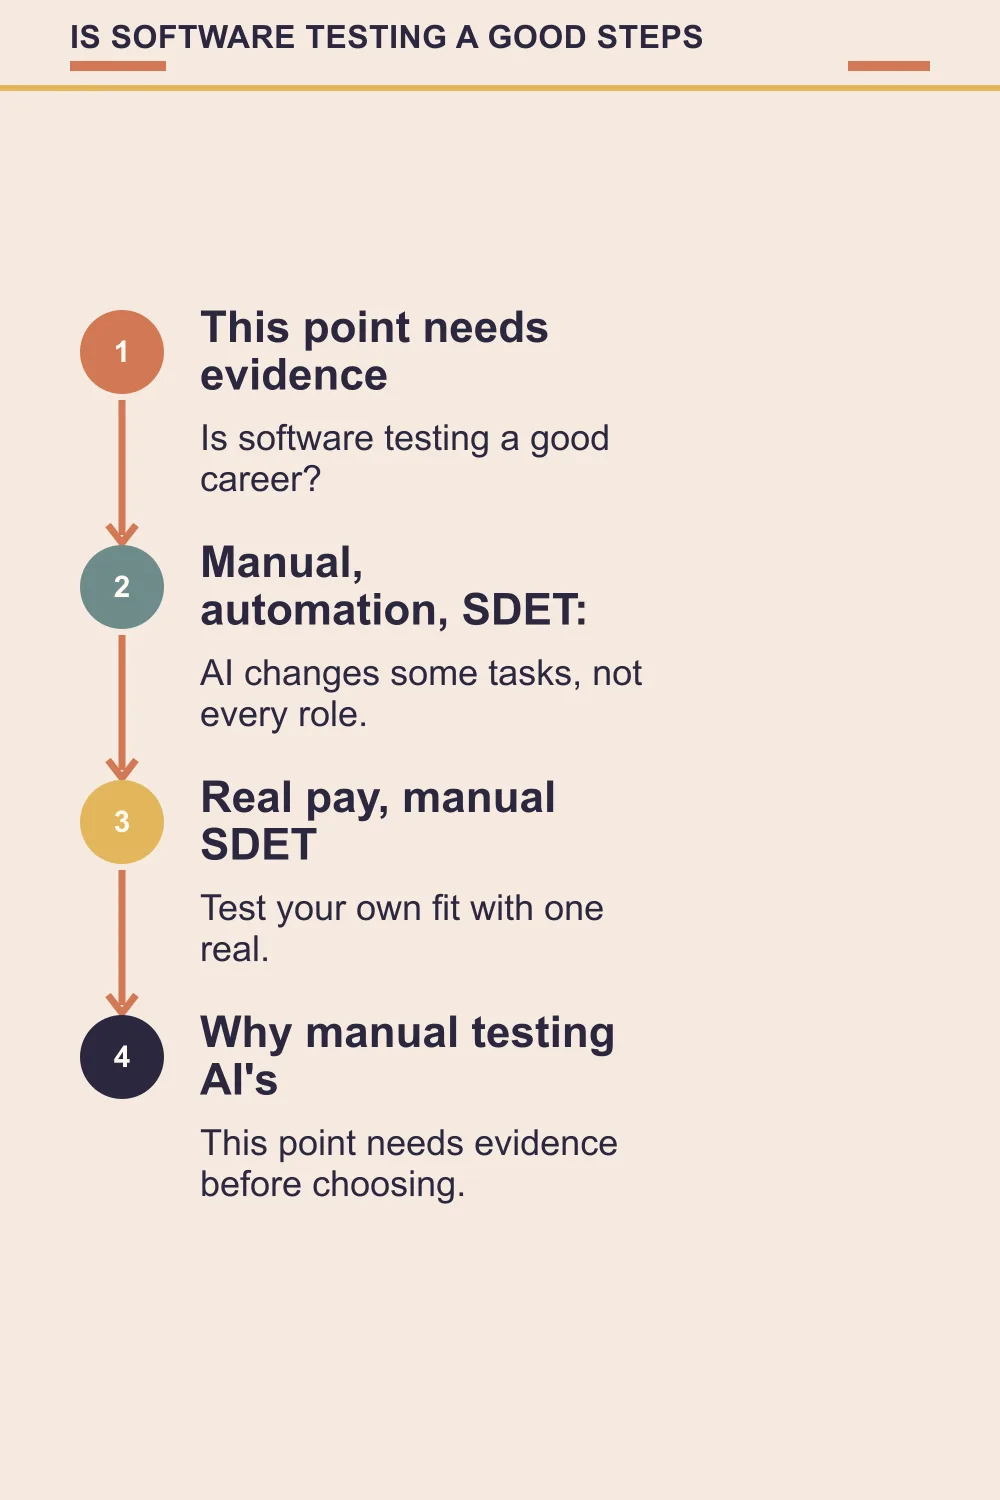 IS SOFTWARE TESTING A GOOD STEPS
1
This point needs
evidence
Is software testing a good
career?
2
Manual,
automation, SDET:
AI changes some tasks, not
every role.
3
Real pay, manual
SDET
Test your own fit with one
real.
4
Why manual testing
AI's
This point needs evidence
before choosing.